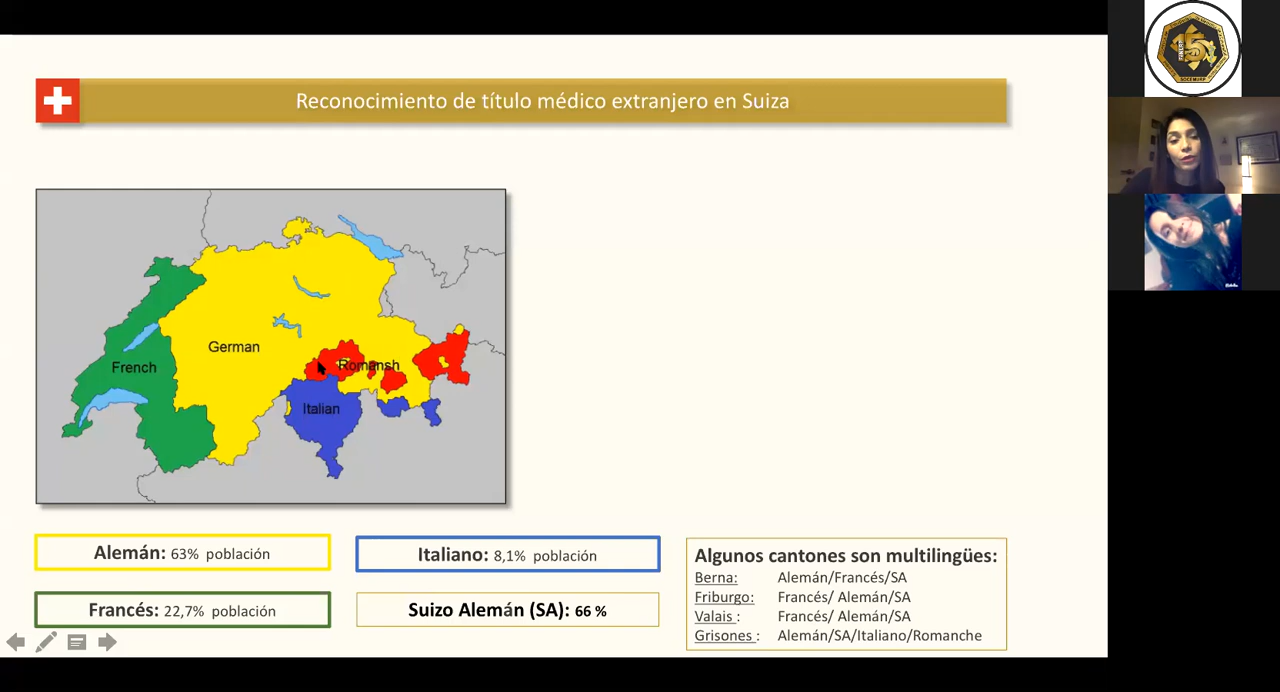 Reconocimiento de título médico extranjero en Suiza
German
French
Romansh
Italian
Alemán: 63% población
Italiano: 8,1% población
Francés: 22,7% población
Suizo Alemán (SA): 66 %
Algunos cantones son multilingües:
Berna: Alemán/Francés/SA
Friburgo: Francés/ Alemán/SA
Valais : Francés/ Alemán/SA
Grisones : Alemán/SA/Italiano/Romanche
15